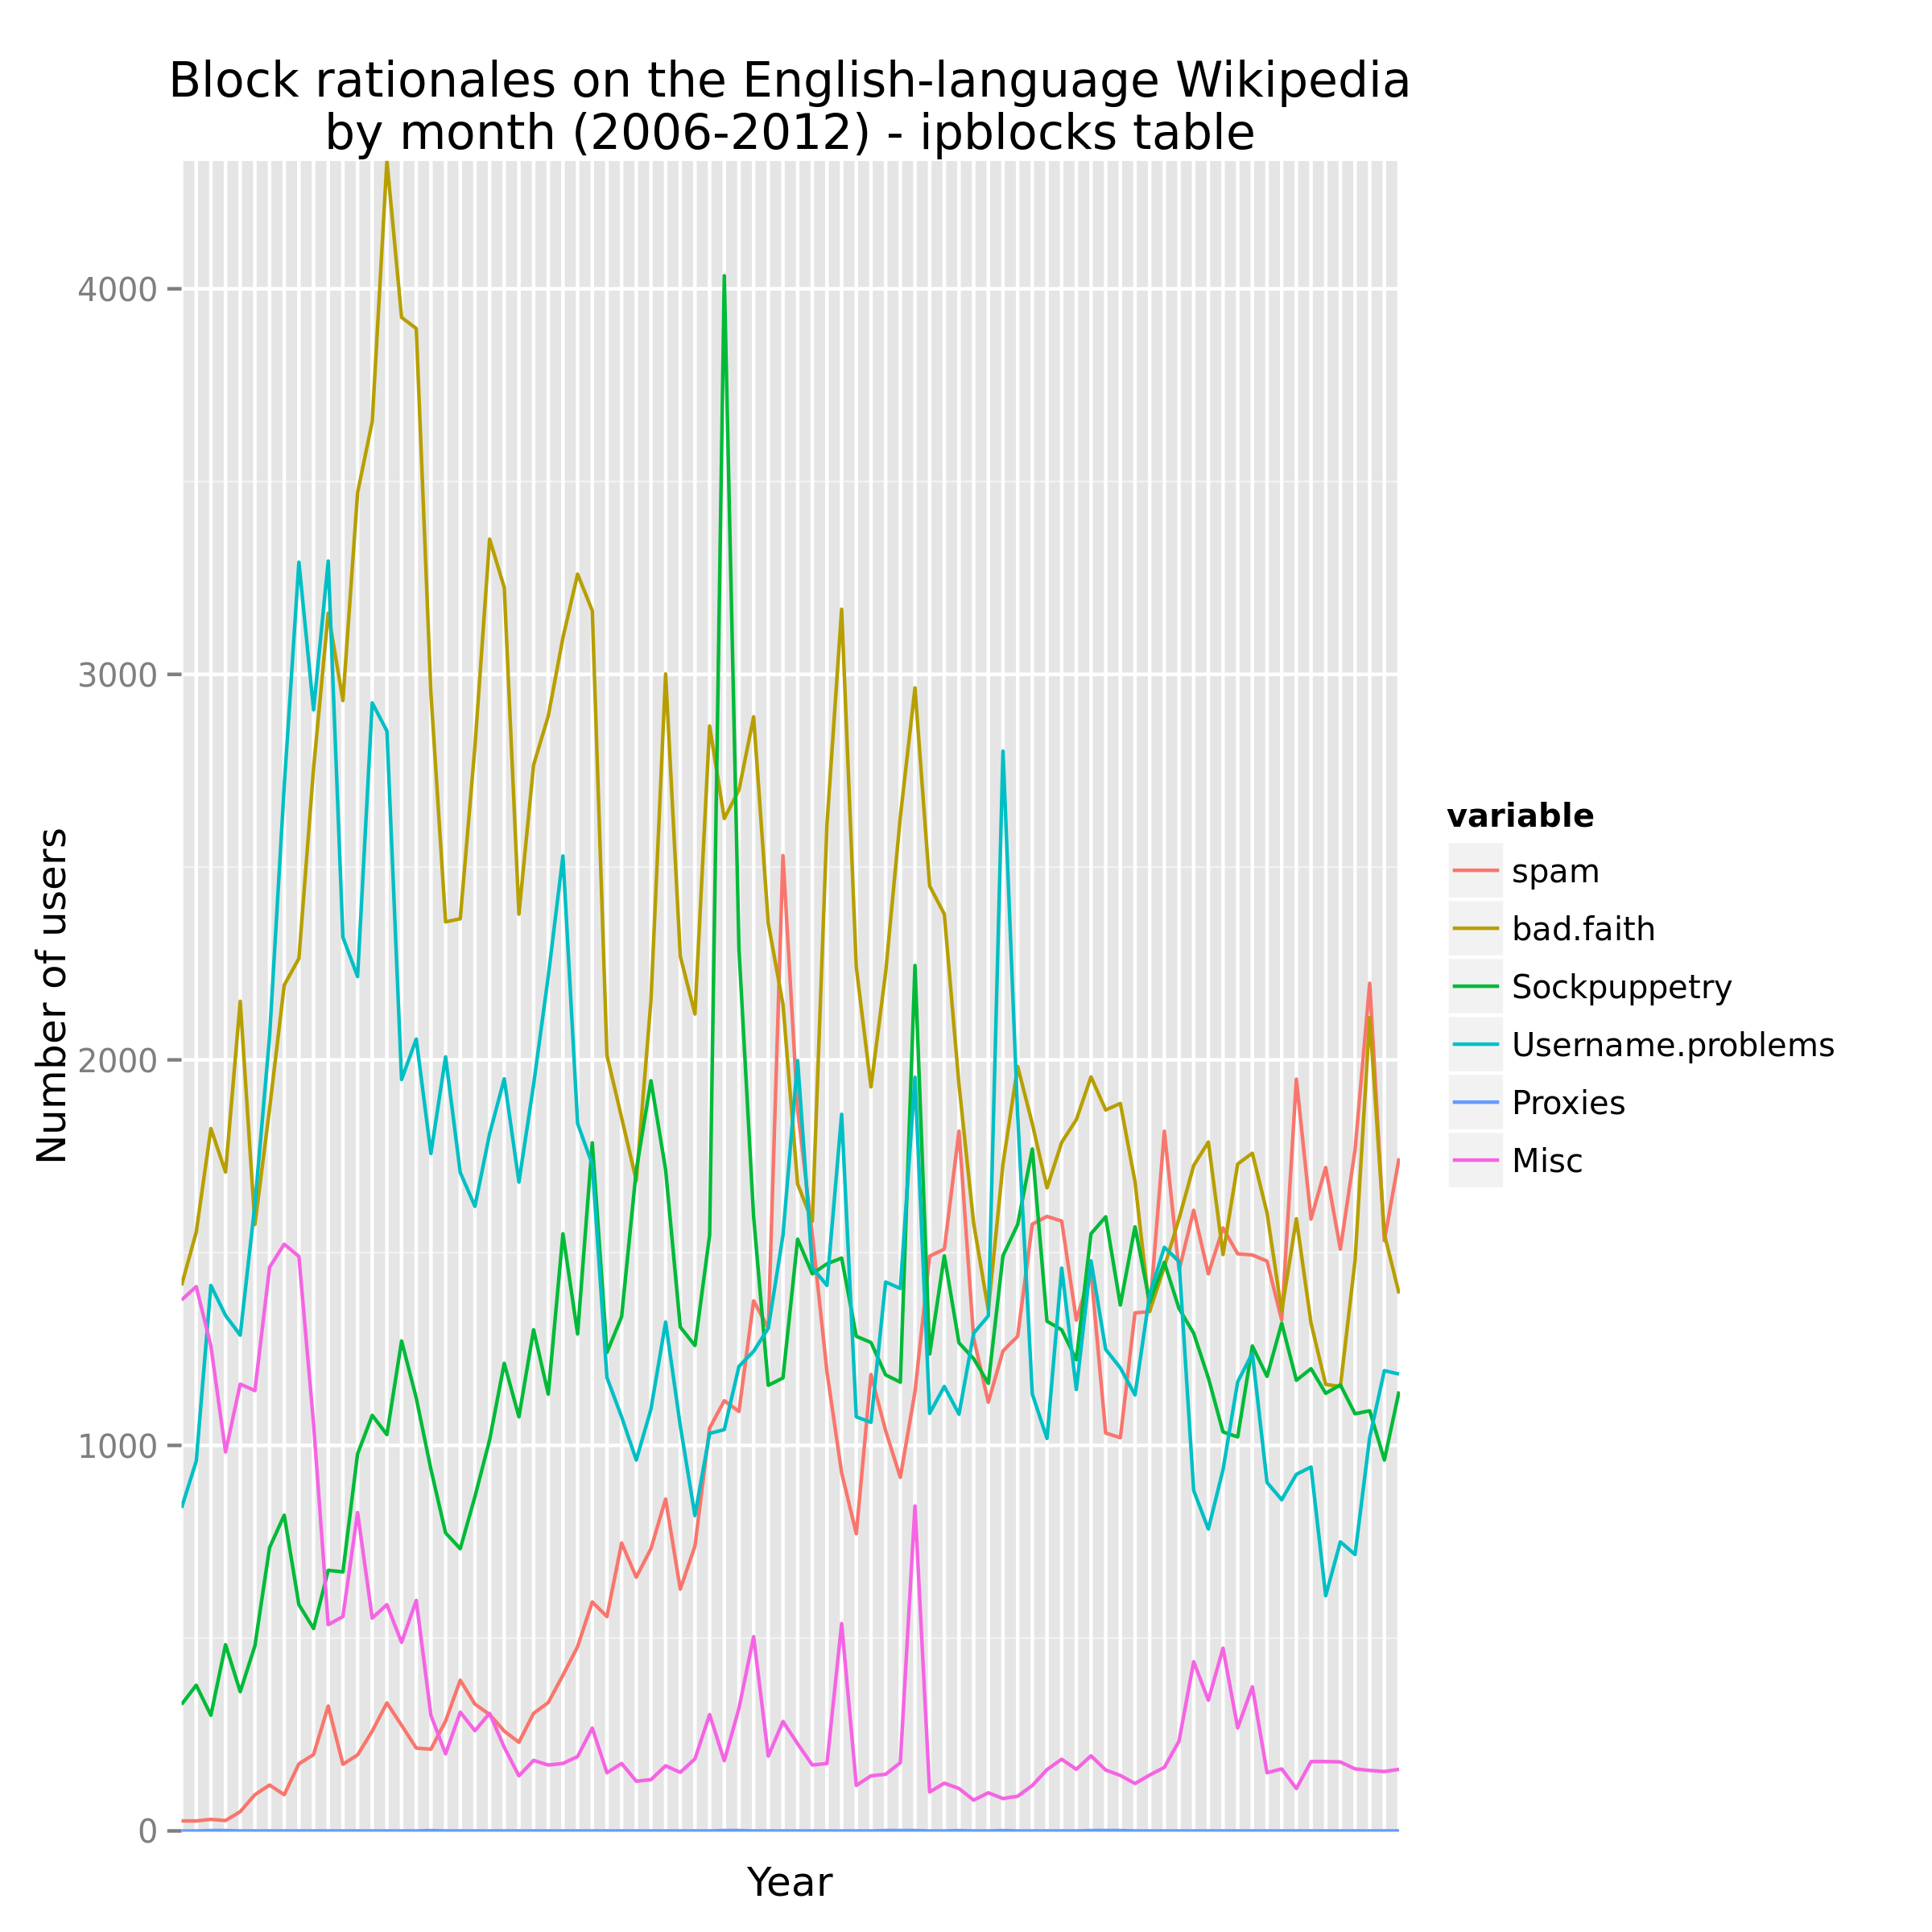 Block rationales on the English-language Wikipedia
by month (2006-2012) - ipblocks table
4000
3000
2000
1000
0
Number of users
Year
variable
spam
bad.faith
Sockpuppetry
Username.problems
Proxies
Misc